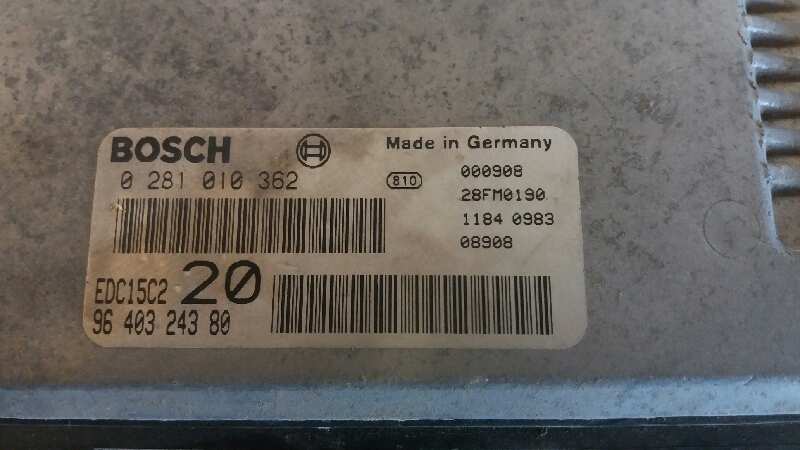 BOSCH
Made in Germany
0 281 010 362
810
000908
28FM0190
1184 0983
08908
EDC15C2 20
96 403 243 80